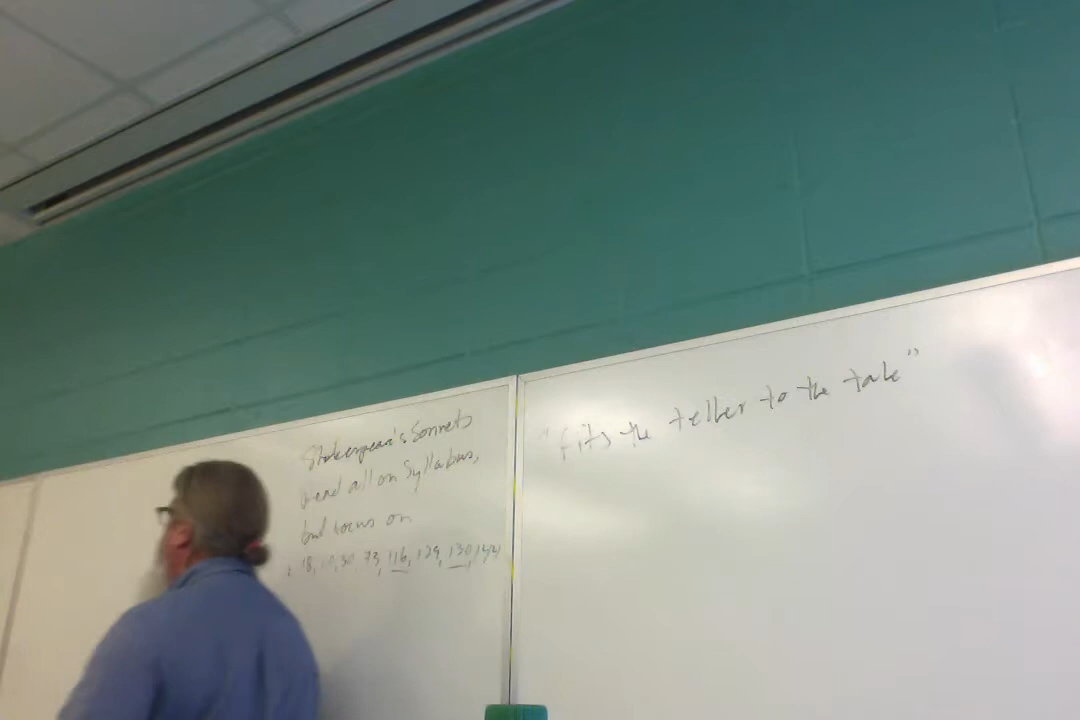 Shakespeare's Sonnets
read all on Syllabus,
but focus on
18, 30, 73, 116, 129, 130, 144
"fits the teller to the tale"